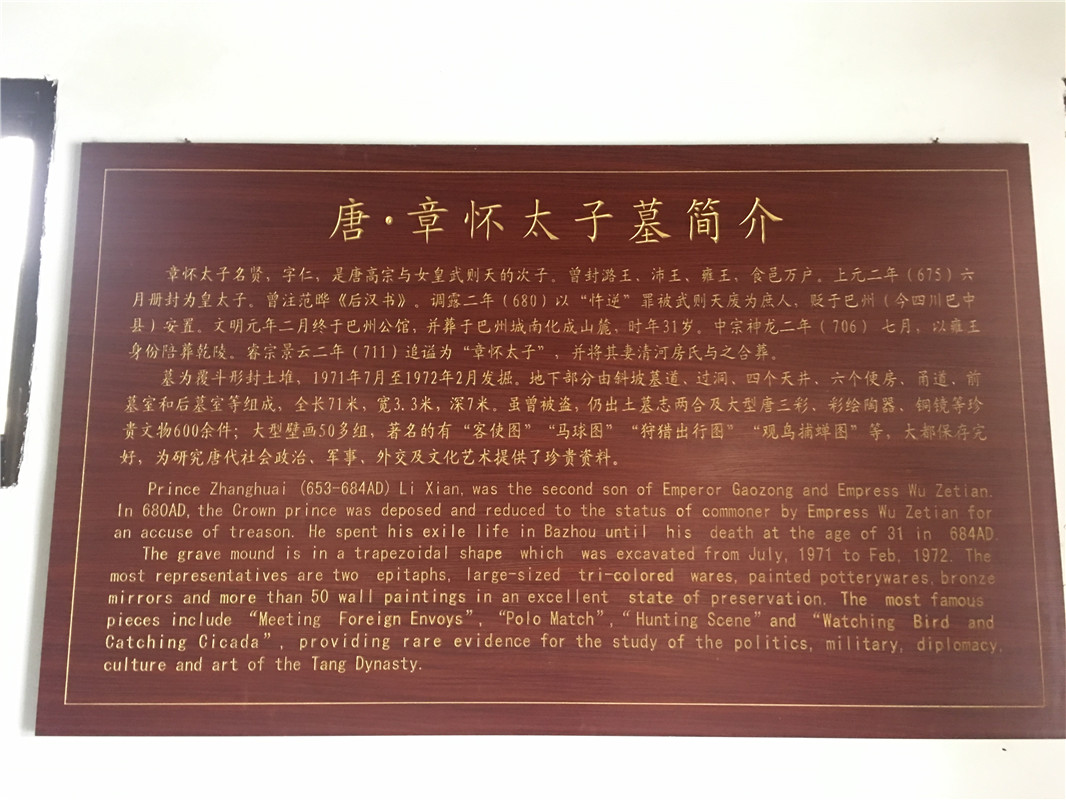 唐·章怀太子墓简介
章怀太子名贤，字仁，是唐高宗与女皇武则天的次子。曾封潞王、沛王、雍王，食邑万户。上元二年（675）六
月册封为皇太子。曾注范晔《后汉书》。调露二年（680）以“忤逆”罪被武则天废为庶人，贬于巴州（今四川巴中
县）安置。文明元年二月终于巴州公馆，并葬于巴州城南化成山麓，时年31岁。中宗神龙二年（706） 七月，以雍王
身份陪葬乾陵。睿宗景云二年（711）追谥为“章怀太子”，并将其妻清河房氏与之合葬。
墓为覆斗形封土堆，1971年7月至1972年2月发掘。地下部分由斜坡墓道、过洞、四个天井、六个便房、甬道、前
墓室和后墓室等组成，全长71米，宽3.3米，深7米。虽曾被盗，仍出土墓志两合及大型唐三彩、彩绘陶器、铜镜等珍
贵文物600余件；大型壁画50多组，著名的有“客使图”“马球图” “狩猎出行图” “观鸟捕蝉图”等，大都保存完
好，为研究唐代社会政治、军事、外交及文化艺术提供了珍贵资料。
Prince Zhanghuai (653-684AD) Li Xian, was the second son of Emperor Gaozong and Empress Wu Zetian.
In 680AD, the Crown prince was deposed and reduced to the status of commoner by Empress Wu Zetian for
an accuse of treason. He spent his exile life in Bazhou until his death at the age of 31 in 684AD.
The grave mound is in a trapezoidal shape which was excavated from July, 1971 to Feb, 1972. The
most representatives are two epitaphs, large-sized tri-colored wares, painted potterywares, bronze
mirrors and more than 50 wall paintings in an excellent state of preservation. The most famous
pieces include “Meeting Foreign Envoys”, “Polo Match”, “Hunting Scene” and “Watching Bird and
Catching Cicada”, providing rare evidence for the study of the politics, military, diplomacy,
culture and art of the Tang Dynasty.